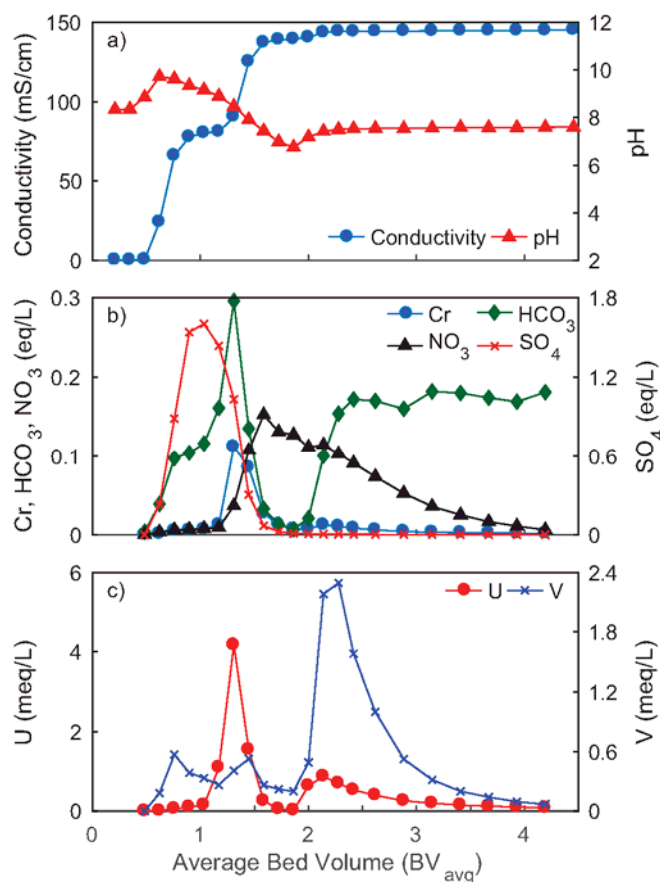 a)
Conductivity (mS/cm)
150
100
50
0
12
10
8
6
4
2
pH
Conductivity pH
b)
Cr, HCO3, NO3 (eq/L)
0.3
0.2
0.1
0
1.8
1.2
0.6
0
SO4 (eq/L)
Cr HCO3
NO3 SO4
c)
U (meq/L)
6
4
2
0
2.4
1.8
1.2
0.6
0
V (meq/L)
U V
0 1 2 3 4
Average Bed Volume (BVavg)